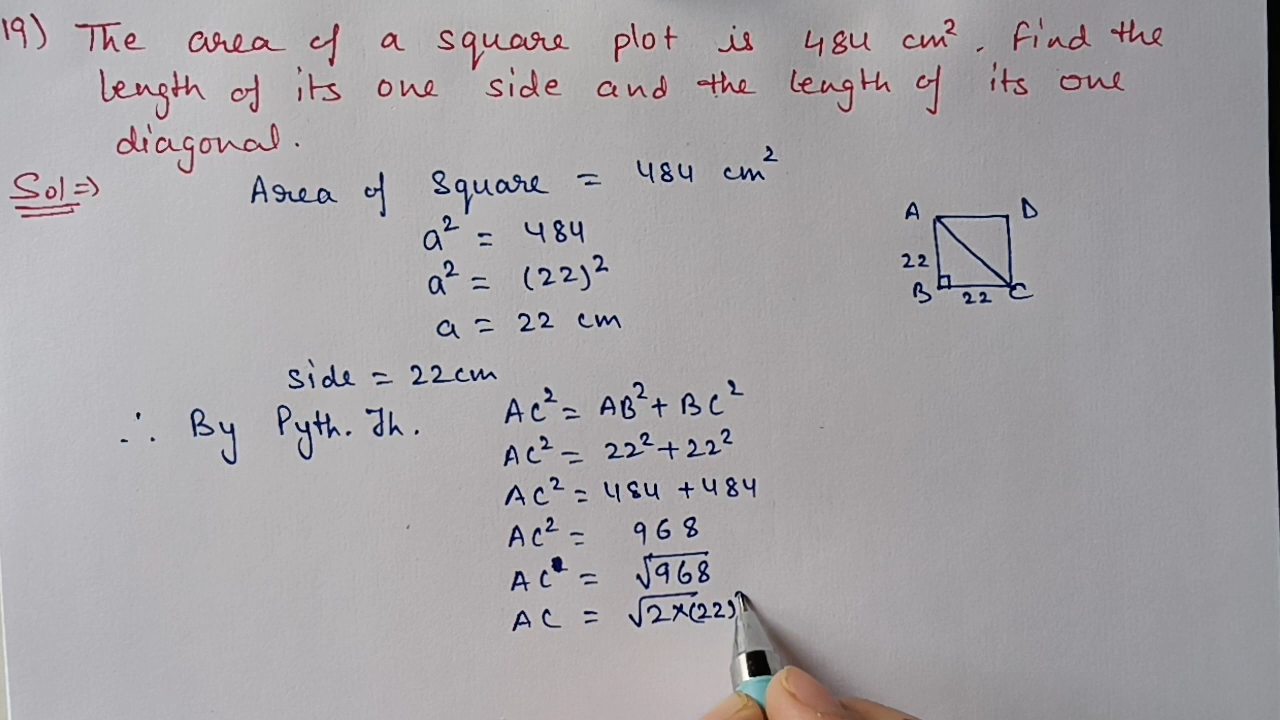 19) The area of a square plot is 484 cm². Find the
length of its one side and the length of its one
diagonal.
Sol⇒ Area of Square = 484 cm²
a² = 484
a² = (22)²
a = 22 cm
side = 22cm
∴ By Pyth. Th. AC² = AB² + BC²
AC² = 22² + 22²
AC² = 484 + 484
AC² = 968
AC = √968
AC = √2×(22)²
A D
22
B 22 C